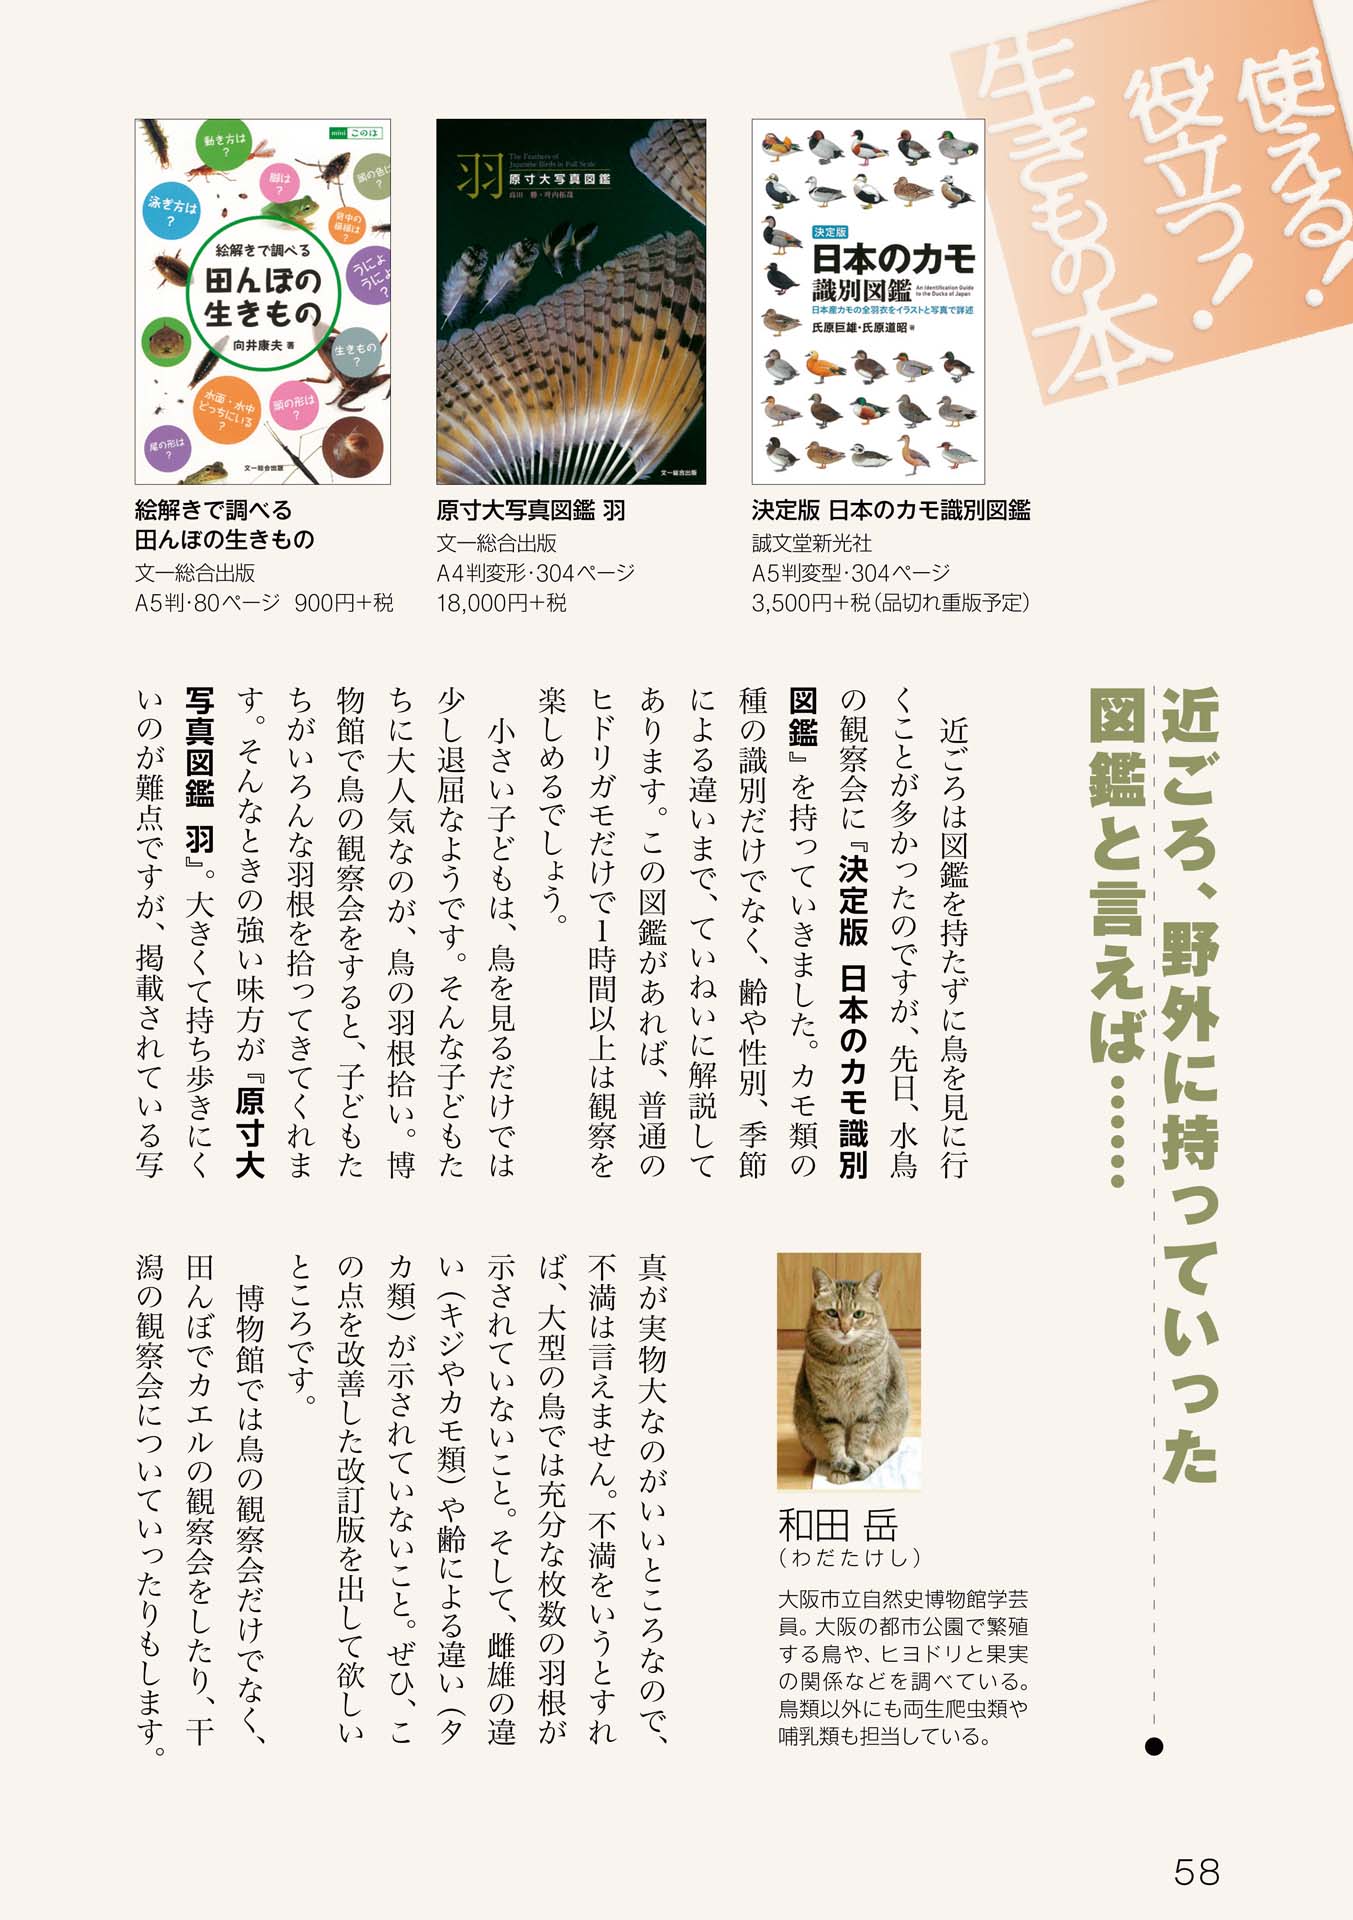 使える!
役立つ!
生きもの本
mini このは
動き方は?
脚は?
頭の色は?
泳ぎ方は?
背中の模様は?
うにょうにょ?
絵解きで調べる
田んぼの
生きもの
向井康夫 著
生きもの?
水面・水中どっちにいる?
頭の形は?
尾の形は?
文一総合出版
羽
The Feathers of
Japanese Birds in Full Scale
原寸大写真図鑑
高田 勝・叶内拓哉
文一総合出版
決定版
日本のカモ
識別図鑑
An Identification Guide
to the Ducks of Japan
日本産カモの全羽衣をイラストと写真で詳述
氏原巨雄・氏原道昭 著
絵解きで調べる
田んぼの生きもの
文一総合出版
A5判・80ページ 900円+税
原寸大写真図鑑 羽
文一総合出版
A4判変形・304ページ
18,000円+税
決定版 日本のカモ識別図鑑
誠文堂新光社
A5判変型・304ページ
3,500円+税(品切れ重版予定)
近ごろ、野外に持っていった
図鑑と言えば……
近ごろは図鑑を持たずに鳥を見に行
くことが多かったのですが、先日、水鳥
の観察会に『決定版 日本のカモ識別
図鑑』を持っていきました。カモ類の
種の識別だけでなく、齢や性別、季節
による違いまで、ていねいに解説して
あります。この図鑑があれば、普通の
ヒドリガモだけで1時間以上は観察を
楽しめるでしょう。
小さい子どもは、鳥を見るだけでは
少し退屈なようです。そんな子どもた
ちに大人気なのが、鳥の羽根拾い。博
物館で鳥の観察会をすると、子どもた
ちがいろんな羽根を拾ってきてくれま
す。そんなときの強い味方が『原寸大
写真図鑑 羽』。大きくて持ち歩きにく
いのが難点ですが、掲載されている写
真が実物大なのがいいところなので、
不満は言えません。不満をいうとすれ
ば、大型の鳥では充分な枚数の羽根が
示されていないこと。そして、雌雄の違
い(キジやカモ類)や齢による違い(タ
カ類)が示されていないこと。ぜひ、こ
の点を改善した改訂版を出して欲しい
ところです。
博物館では鳥の観察会だけでなく、
田んぼでカエルの観察会をしたり、干
潟の観察会についていったりもします。
和田 岳
(わだたけし)
大阪市立自然史博物館学芸
員。大阪の都市公園で繁殖
する鳥や、ヒヨドリと果実
の関係などを調べている。
鳥類以外にも両生爬虫類や
哺乳類も担当している。
58